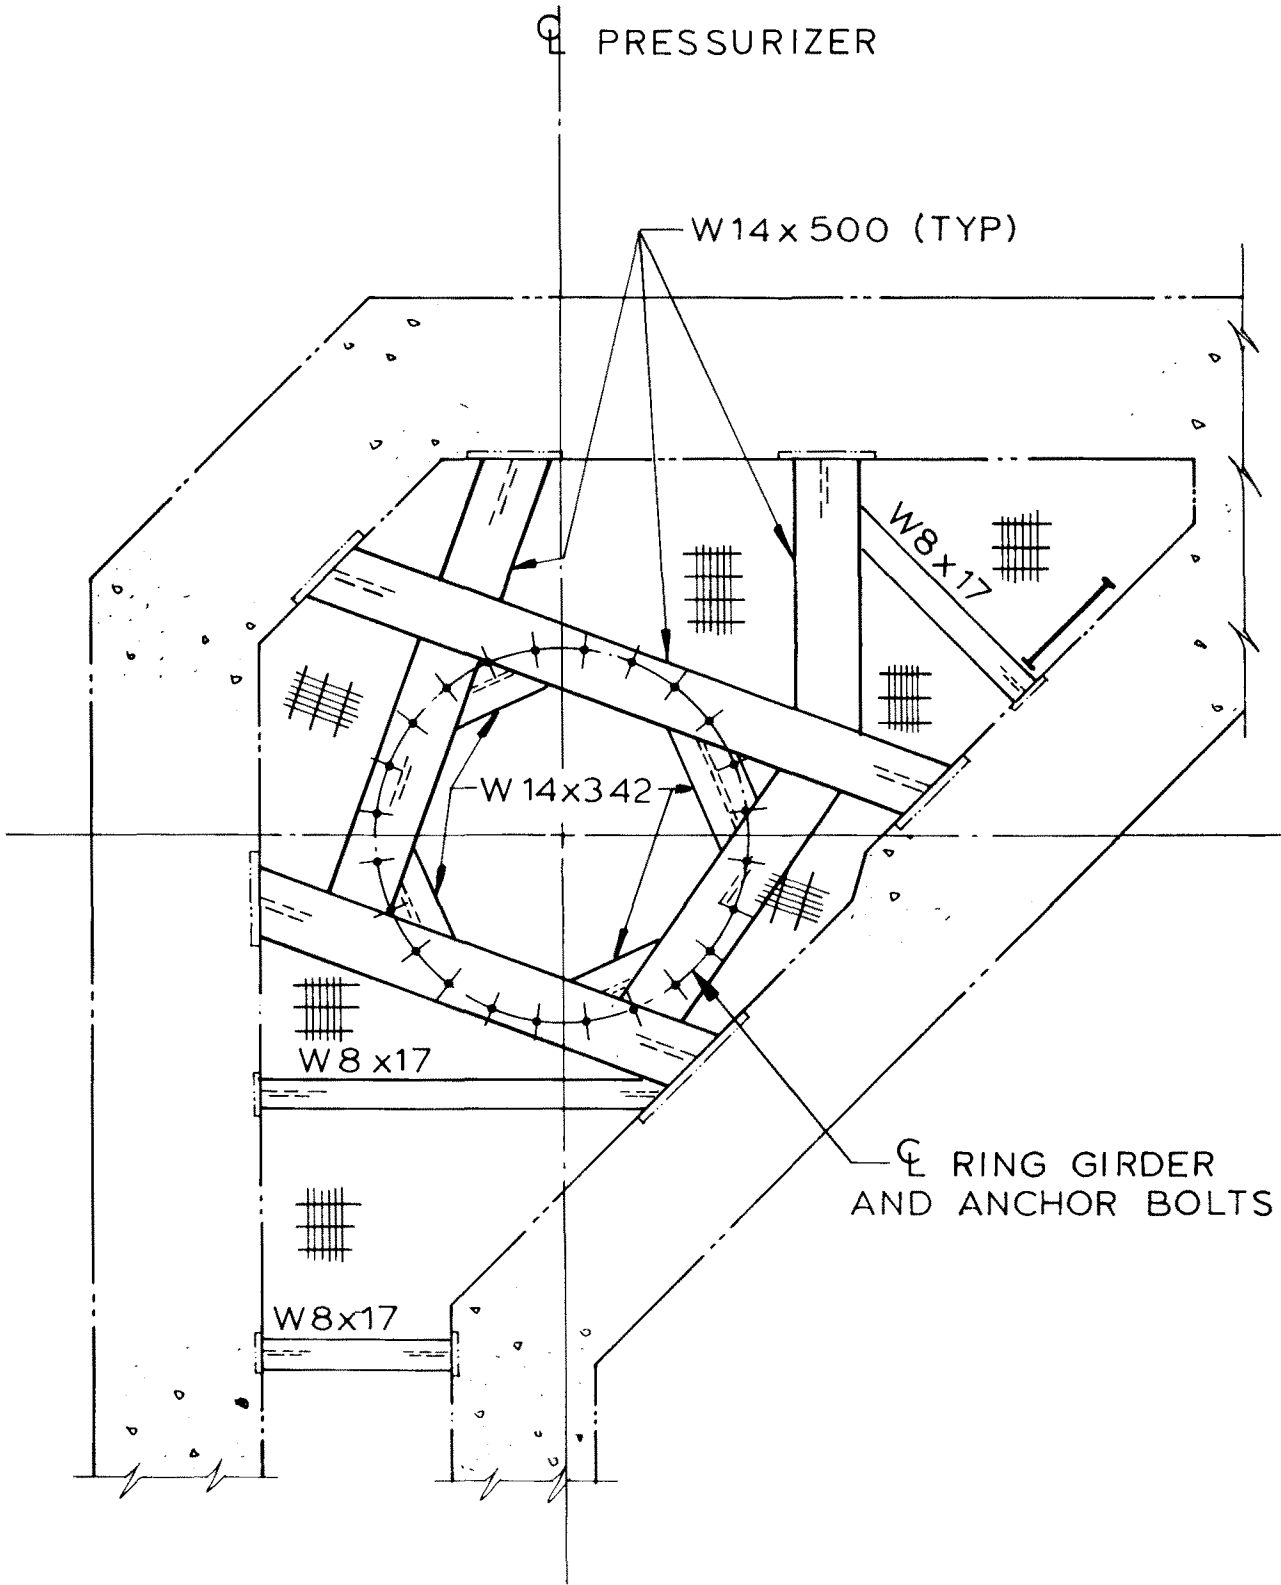 ℄ PRESSURIZER
W14x500 (TYP)
W8x17
W14x342
W8x17
℄ RING GIRDER
AND ANCHOR BOLTS
W8x17